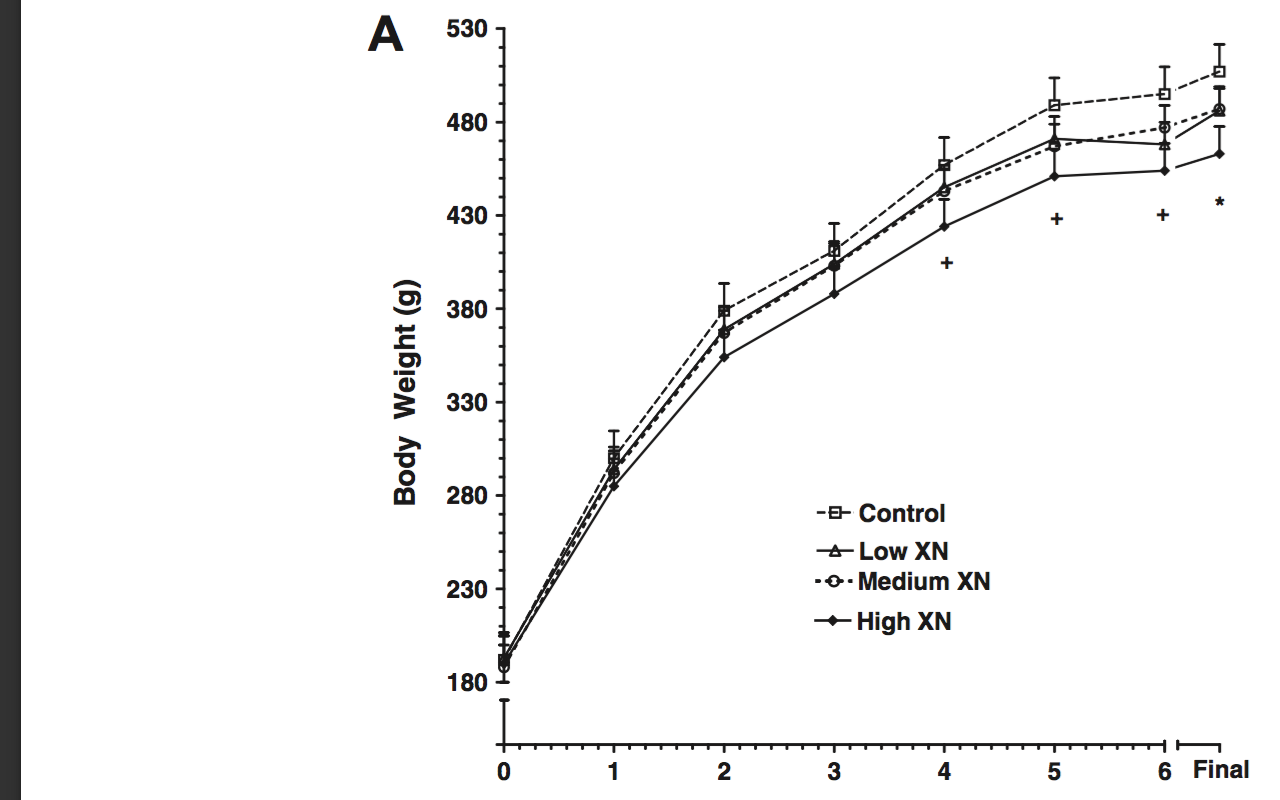 A
530
480
430
380
330
280
230
180
Body Weight (g)
+
+
+
*
Control
Low XN
Medium XN
High XN
0 1 2 3 4 5 6 Final